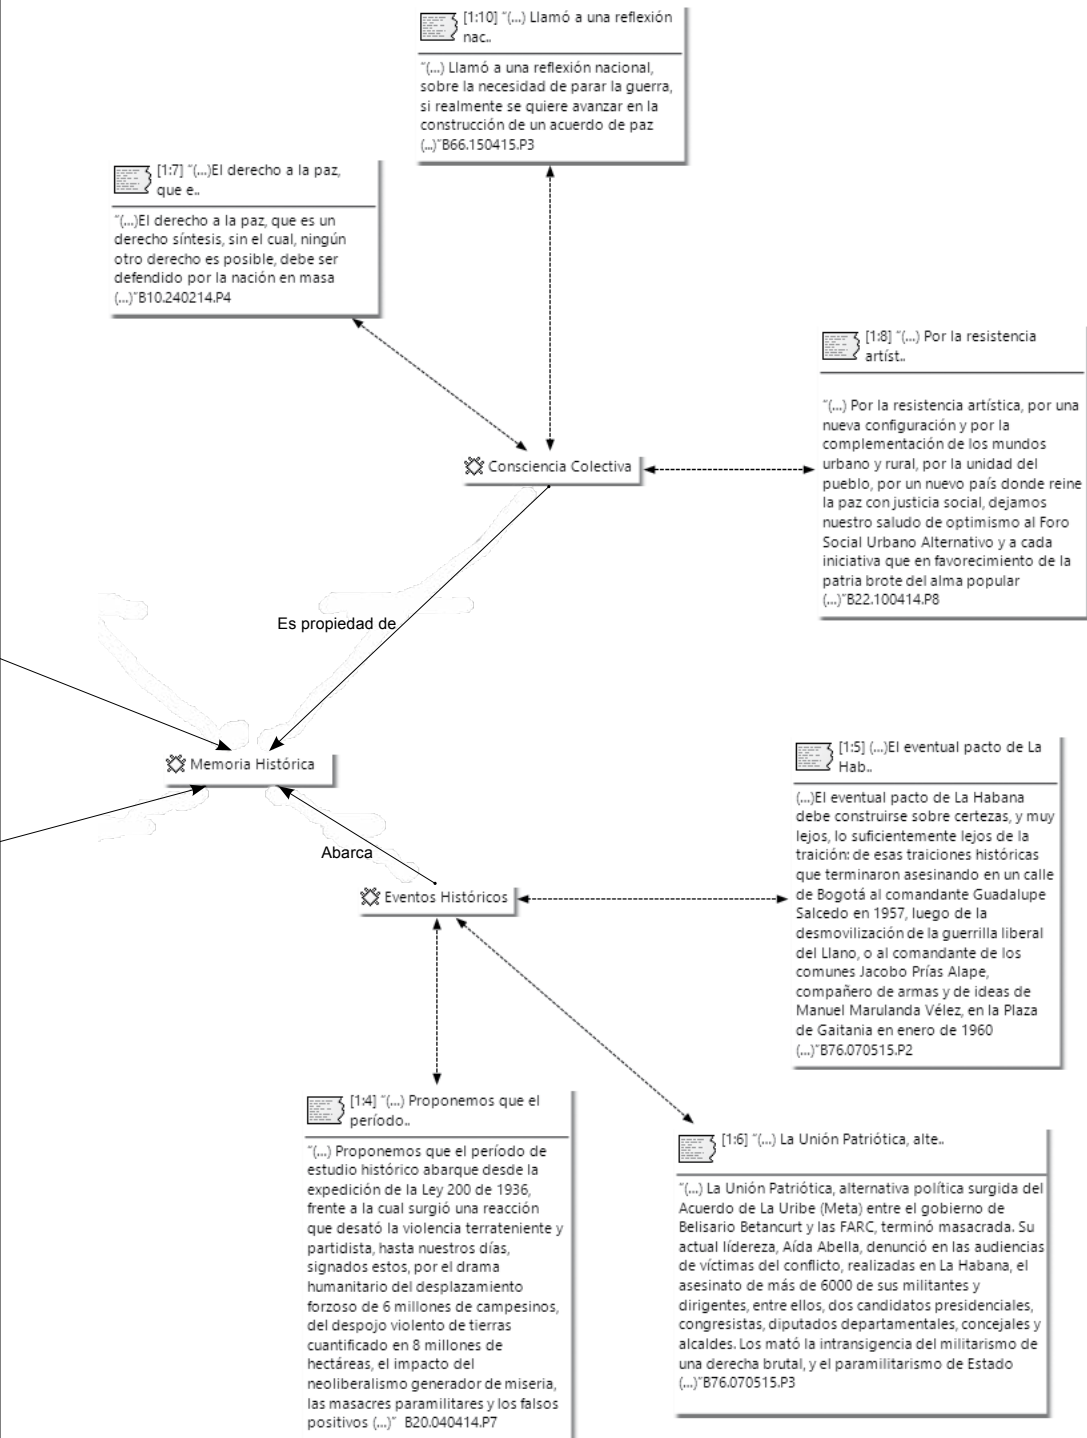 [1:10] “(...) Llamó a una reflexión
nac..
“(...) Llamó a una reflexión nacional,
sobre la necesidad de parar la guerra,
si realmente se quiere avanzar en la
construcción de un acuerdo de paz
(...)”B66.150415.P3
[1:7] “(...)El derecho a la paz,
que e..
“(...)El derecho a la paz, que es un
derecho síntesis, sin el cual, ningún
otro derecho es posible, debe ser
defendido por la nación en masa
(...)”B10.240214.P4
[1:8] “(...) Por la resistencia
artíst..
“(...) Por la resistencia artística, por una
nueva configuración y por la
complementación de los mundos
urbano y rural, por la unidad del
pueblo, por un nuevo país donde reine
la paz con justicia social, dejamos
nuestro saludo de optimismo al Foro
Social Urbano Alternativo y a cada
iniciativa que en favorecimiento de la
patria brote del alma popular
(...)”B22.100414.P8
Consciencia Colectiva
Es propiedad de
Memoria Histórica
Abarca
Eventos Históricos
[1:5] (...)El eventual pacto de La
Hab..
(...)El eventual pacto de La Habana
debe construirse sobre certezas, y muy
lejos, lo suficientemente lejos de la
traición: de esas traiciones históricas
que terminaron asesinando en un calle
de Bogotá al comandante Guadalupe
Salcedo en 1957, luego de la
desmovilización de la guerrilla liberal
del Llano, o al comandante de los
comunes Jacobo Prías Alape,
compañero de armas y de ideas de
Manuel Marulanda Vélez, en la Plaza
de Gaitania en enero de 1960
(...)”B76.070515.P2
[1:4] “(...) Proponemos que el
período..
“(...) Proponemos que el período de
estudio histórico abarque desde la
expedición de la Ley 200 de 1936,
frente a la cual surgió una reacción
que desató la violencia terrateniente y
partidista, hasta nuestros días,
signados estos, por el drama
humanitario del desplazamiento
forzoso de 6 millones de campesinos,
del despojo violento de tierras
cuantificado en 8 millones de
hectáreas, el impacto del
neoliberalismo generador de miseria,
las masacres paramilitares y los falsos
positivos (...)” B20.040414.P7
[1:6] “(...) La Unión Patriótica, alte..
“(...) La Unión Patriótica, alternativa política surgida del
Acuerdo de La Uribe (Meta) entre el gobierno de
Belisario Betancurt y las FARC, terminó masacrada. Su
actual lídereza, Aída Abella, denunció en las audiencias
de víctimas del conflicto, realizadas en La Habana, el
asesinato de más de 6000 de sus militantes y
dirigentes, entre ellos, dos candidatos presidenciales,
congresistas, diputados departamentales, concejales y
alcaldes. Los mató la intransigencia del militarismo de
una derecha brutal, y el paramilitarismo de Estado
(...)”B76.070515.P3